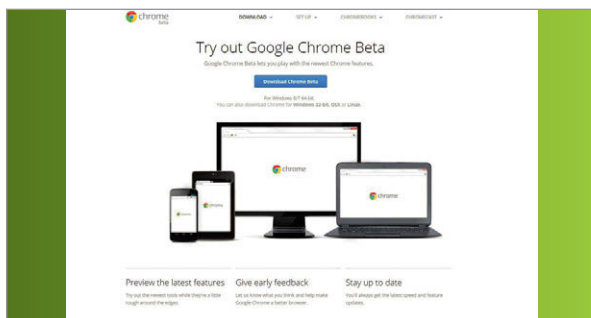 chrome
beta
DOWNLOAD
SET UP
CHROMEBOOKS
CHROMECAST
Try out Google Chrome Beta
Google Chrome Beta lets you play with the newest Chrome features.
Download Chrome Beta
For Windows 8/7 64-bit.
You can also download Chrome for Windows 32-bit, OSX or Linux.
chrome
chrome
chrome
chrome
Preview the latest features
Give early feedback
Stay up to date
Try out the newest tools while they're a little
rough around the edges.
Let us know what you think and help make
Google Chrome a better browser.
You'll always get the latest speed and feature
updates.